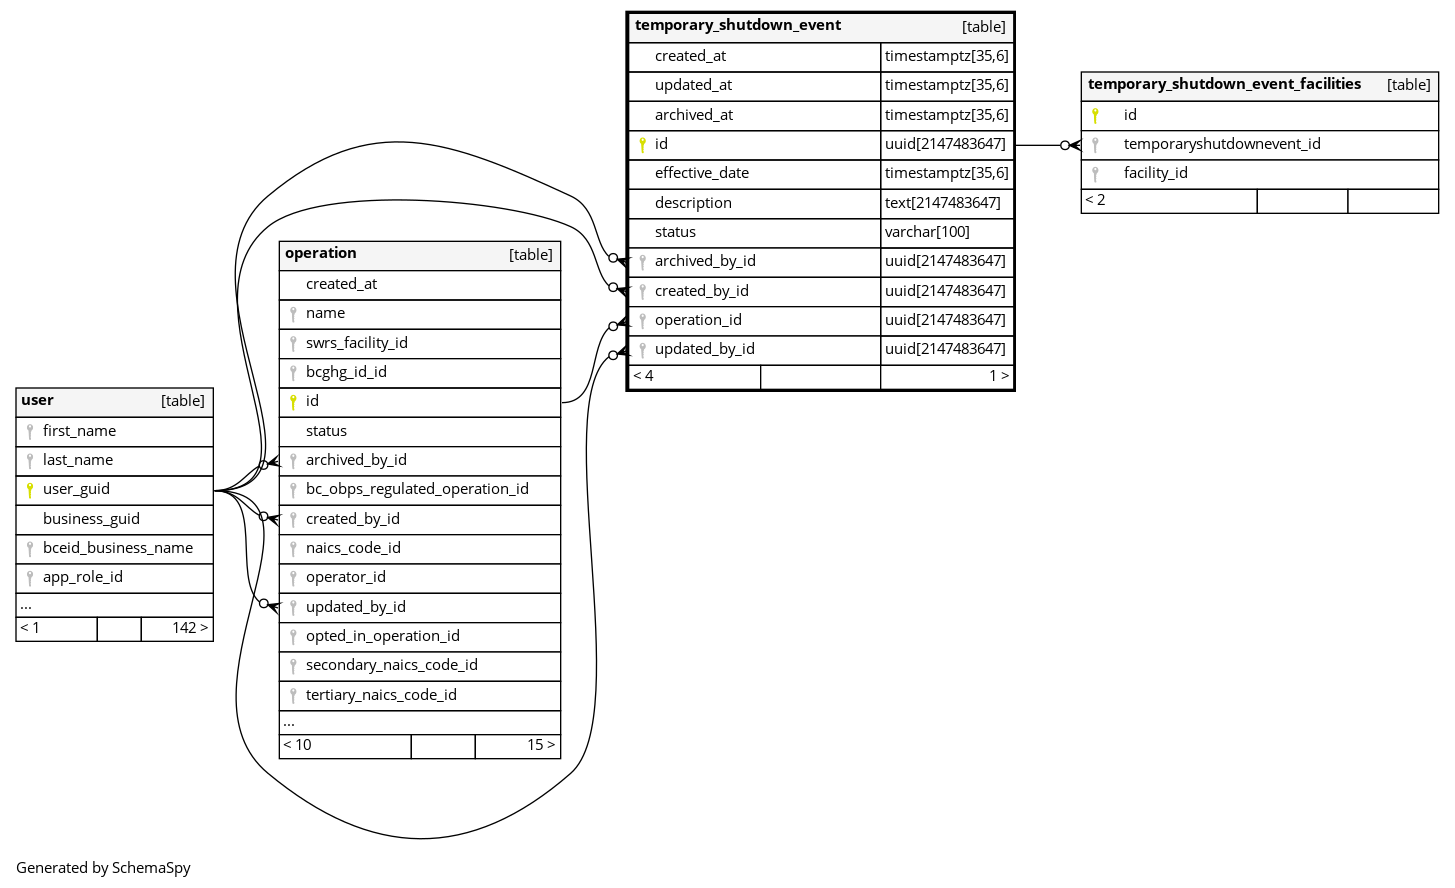 temporary_shutdown_event [table]
created_at timestamptz[35,6]
updated_at timestamptz[35,6]
archived_at timestamptz[35,6]
id uuid[2147483647]
effective_date timestamptz[35,6]
description text[2147483647]
status varchar[100]
archived_by_id uuid[2147483647]
created_by_id uuid[2147483647]
operation_id uuid[2147483647]
updated_by_id uuid[2147483647]
< 4 1 >
temporary_shutdown_event_facilities [table]
id
temporaryshutdownevent_id
facility_id
< 2
operation [table]
created_at
name
swrs_facility_id
bcghg_id_id
id
status
archived_by_id
bc_obps_regulated_operation_id
created_by_id
naics_code_id
operator_id
updated_by_id
opted_in_operation_id
secondary_naics_code_id
tertiary_naics_code_id
...
< 10 15 >
user [table]
first_name
last_name
user_guid
business_guid
bceid_business_name
app_role_id
...
< 1 142 >
Generated by SchemaSpy